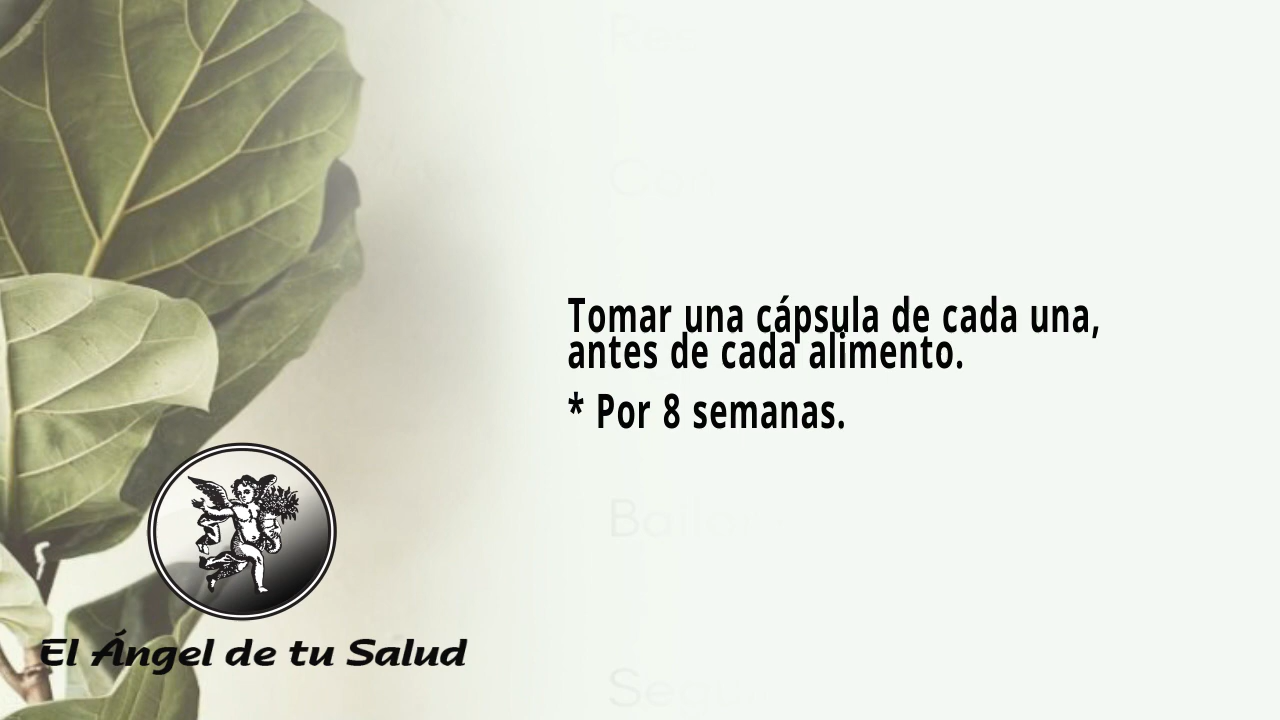 Tomar una cápsula de cada una,
antes de cada alimento.
* Por 8 semanas.
El Ángel de tu Salud